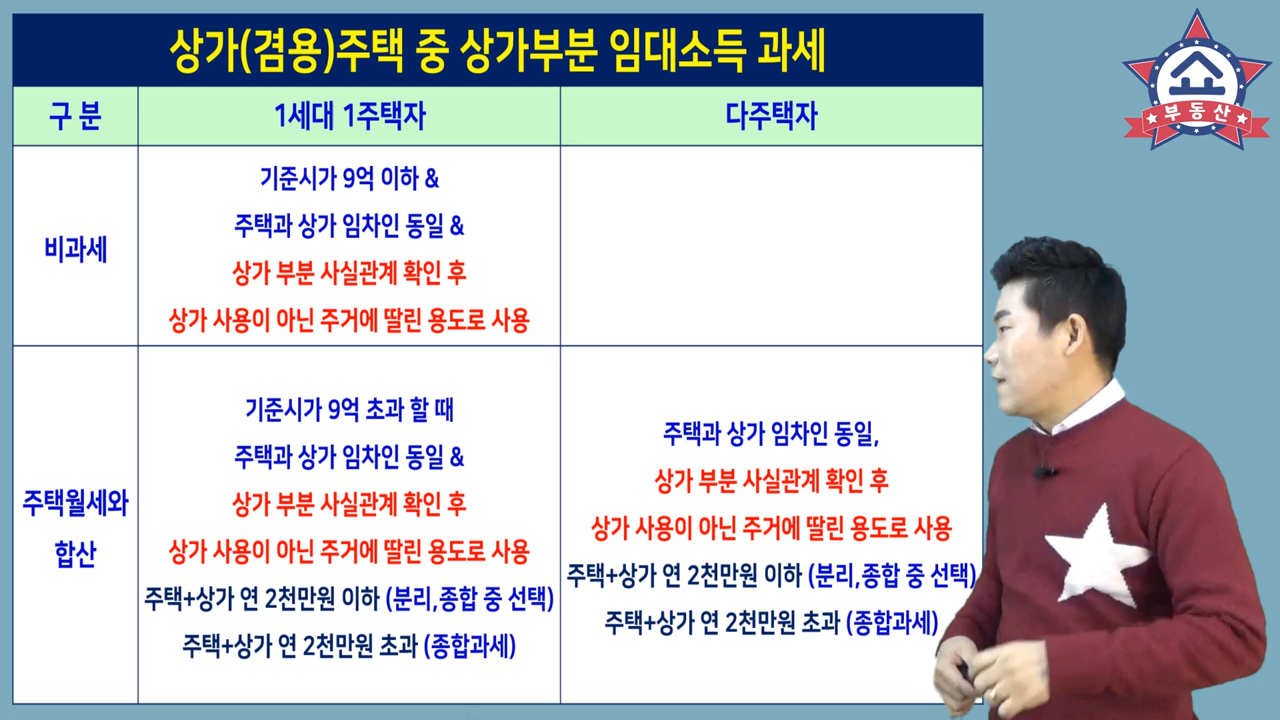 상가(겸용)주택 중 상가부분 임대소득 과세
구 분
1세대 1주택자
다주택자
비과세
기준시가 9억 이하 &
주택과 상가 임차인 동일 &
상가 부분 사실관계 확인 후
상가 사용이 아닌 주거에 딸린 용도로 사용
주택월세와
합산
기준시가 9억 초과 할 때
주택과 상가 임차인 동일 &
상가 부분 사실관계 확인 후
상가 사용이 아닌 주거에 딸린 용도로 사용
주택+상가 연 2천만원 이하 (분리,종합 중 선택)
주택+상가 연 2천만원 초과 (종합과세)
주택과 상가 임차인 동일,
상가 부분 사실관계 확인 후
상가 사용이 아닌 주거에 딸린 용도로 사용
주택+상가 연 2천만원 이하 (분리,종합 중 선택)
주택+상가 연 2천만원 초과 (종합과세)
쇼
부동산